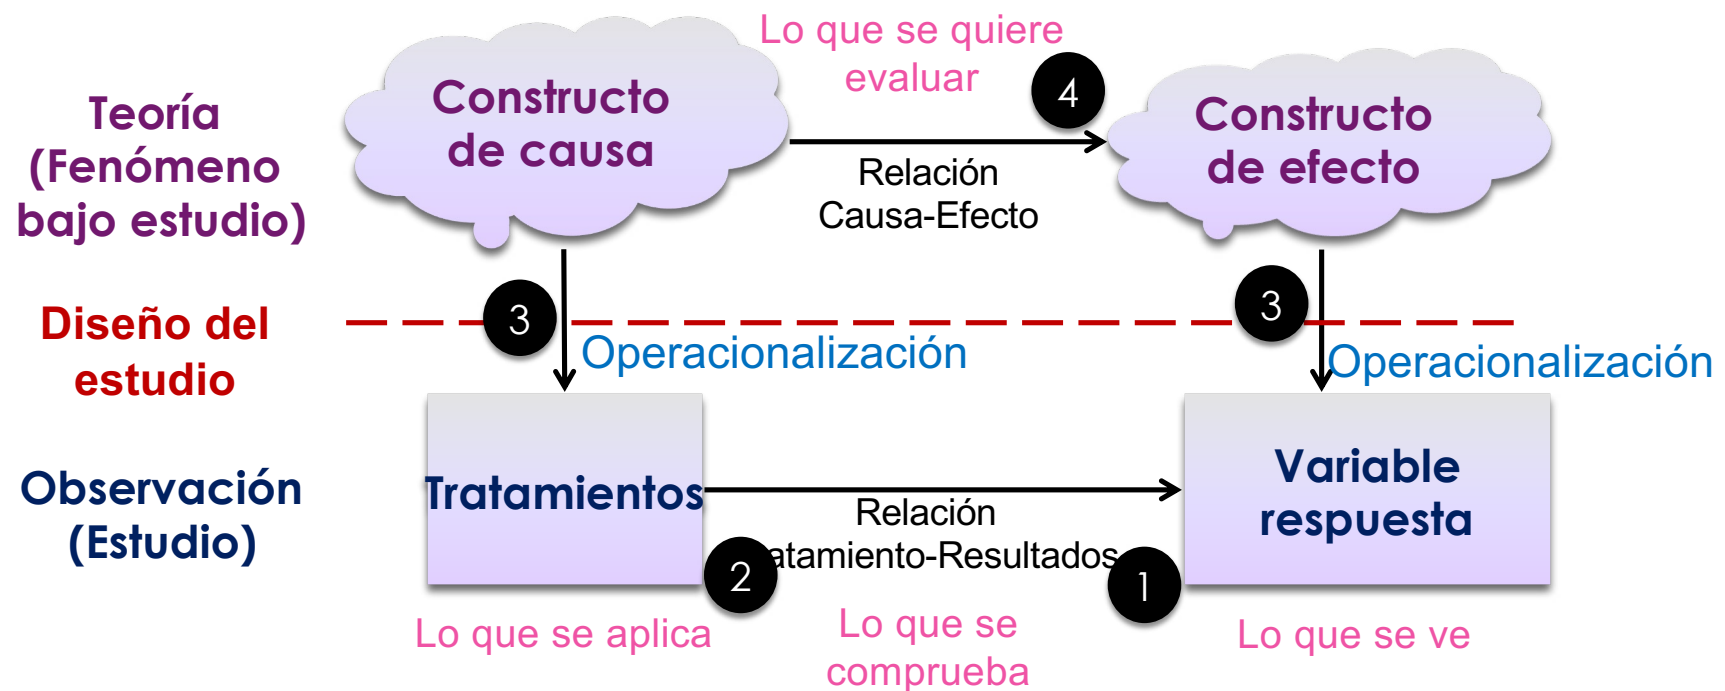 Lo que se quiere
evaluar
4
Constructo
de causa
Constructo
de efecto
Teoría
(Fenómeno
bajo estudio)
Relación
Causa-Efecto
3
3
Diseño del
estudio
Operacionalización
Operacionalización
Observación
(Estudio)
Tratamientos
Variable
respuesta
Relación
atamiento-Resultados
2
1
Lo que se aplica
Lo que se
comprueba
Lo que se ve